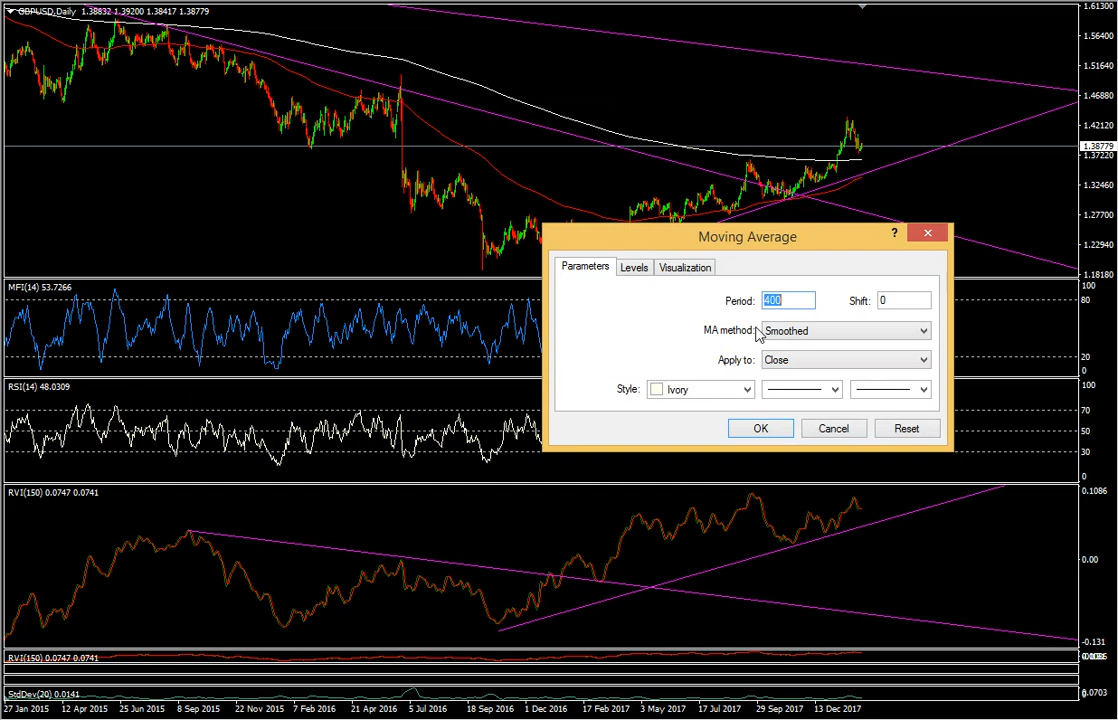 GBPUSD,Daily 1.38832 1.39200 1.38417 1.38779
1.61300
1.56400
1.51640
1.46880
1.42120
1.38779
1.37220
1.32460
1.27700
1.22940
1.18180
Moving Average
?
Parameters
Levels
Visualization
Period: 400
Shift: 0
MA method: Smoothed
Apply to: Close
Style: Ivory
OK
Cancel
Reset
MFI(14) 53.7266
100
80
20
0
RSI(14) 48.0309
100
70
50
30
0
RVI(150) 0.0747 0.0741
0.1086
0.00
-0.131
RVI(150) 0.0747 0.0741
StdDev(20) 0.0141
0.0703
27 Jan 2015 12 Apr 2015 25 Jun 2015 8 Sep 2015 22 Nov 2015 7 Feb 2016 21 Apr 2016 5 Jul 2016 18 Sep 2016 1 Dec 2016 17 Feb 2017 3 May 2017 17 Jul 2017 29 Sep 2017 13 Dec 2017